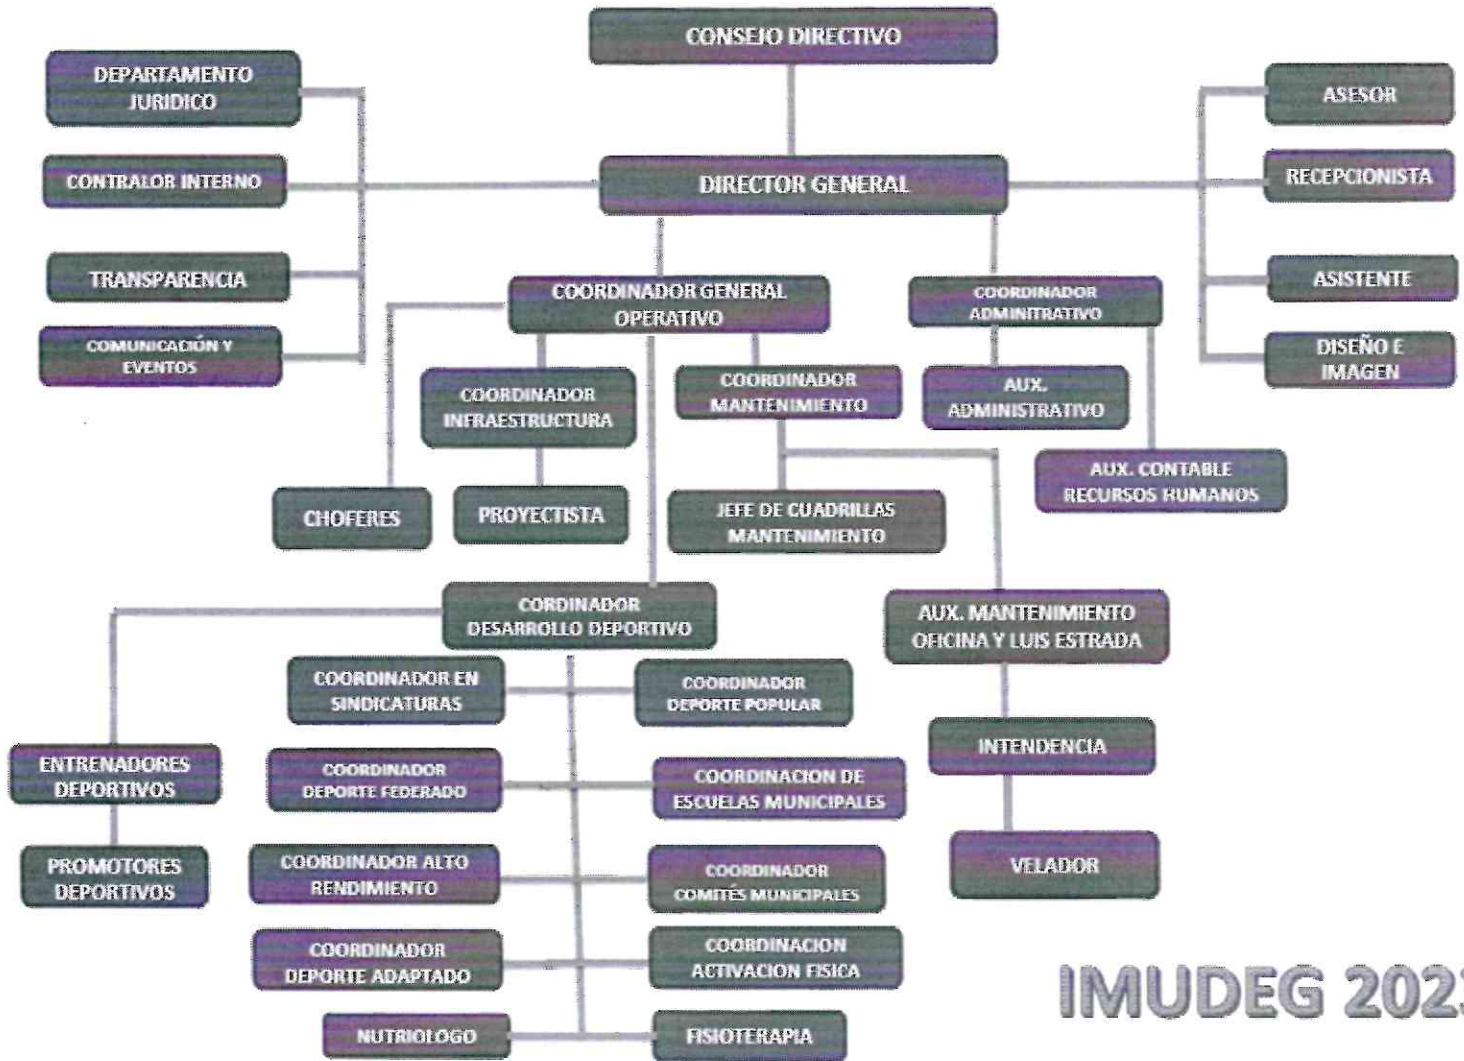 CONSEJO DIRECTIVO
DEPARTAMENTO
JURIDICO
ASESOR
CONTRALOR INTERNO
DIRECTOR GENERAL
RECEPCIONISTA
TRANSPARENCIA
COORDINADOR GENERAL
OPERATIVO
COORDINADOR
ADMINITRATIVO
ASISTENTE
COMUNICACIÓN Y
EVENTOS
DISEÑO E
IMAGEN
COORDINADOR
INFRAESTRUCTURA
COORDINADOR
MANTENIMIENTO
AUX.
ADMINISTRATIVO
AUX. CONTABLE
RECURSOS HUMANOS
CHOFERES
PROYECTISTA
JEFE DE CUADRILLAS
MANTENIMIENTO
CORDINADOR
DESARROLLO DEPORTIVO
AUX. MANTENIMIENTO
OFICINA Y LUIS ESTRADA
COORDINADOR EN
SINDICATURAS
COORDINADOR
DEPORTE POPULAR
INTENDENCIA
ENTRENADORES
DEPORTIVOS
COORDINADOR
DEPORTE FEDERADO
COORDINACION DE
ESCUELAS MUNICIPALES
PROMOTORES
DEPORTIVOS
COORDINADOR ALTO
RENDIMIENTO
COORDINADOR
COMITÉS MUNICIPALES
VELADOR
COORDINADOR
DEPORTE ADAPTADO
COORDINACION
ACTIVACION FISICA
NUTRIOLOGO
FISIOTERAPIA
IMUDEG 2023